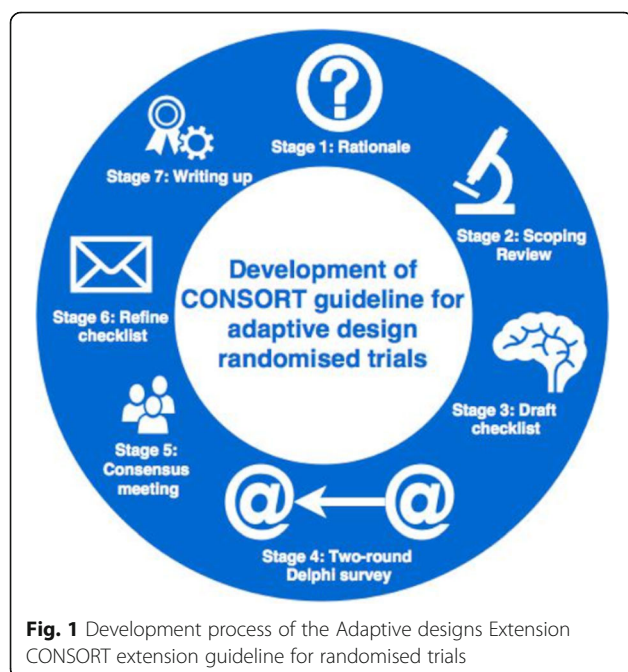 Stage 1: Rationale
Stage 2: Scoping
Review
Stage 3: Draft
checklist
@
@
Stage 4: Two-round
Delphi survey
Stage 5:
Consensus
meeting
Stage 6: Refine
checklist
Stage 7: Writing up
Development of
CONSORT guideline for
adaptive design
randomised trials
Fig. 1 Development process of the Adaptive designs Extension
CONSORT extension guideline for randomised trials